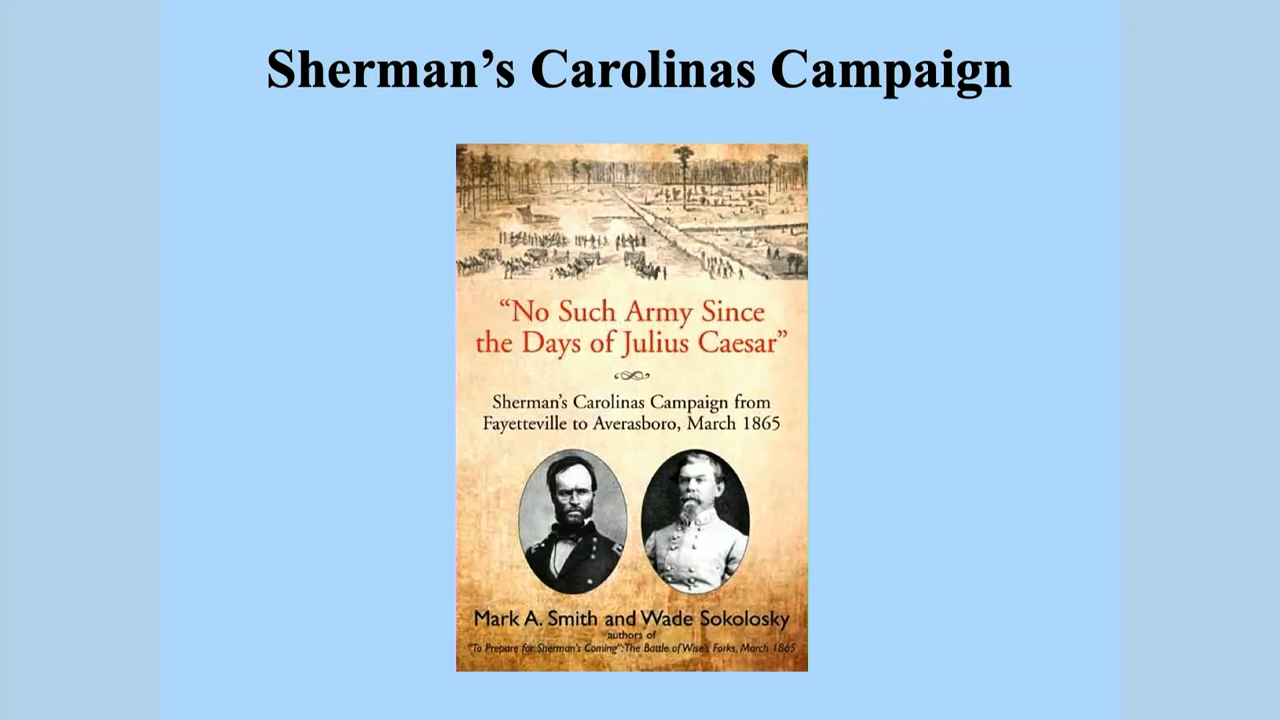 Sherman’s Carolinas Campaign
“No Such Army Since
the Days of Julius Caesar”
Sherman’s Carolinas Campaign from
Fayetteville to Averasboro, March 1865
Mark A. Smith and Wade Sokolosky
authors of
“To Prepare for Sherman’s Coming”: The Battle of Wise’s Forks, March 1865